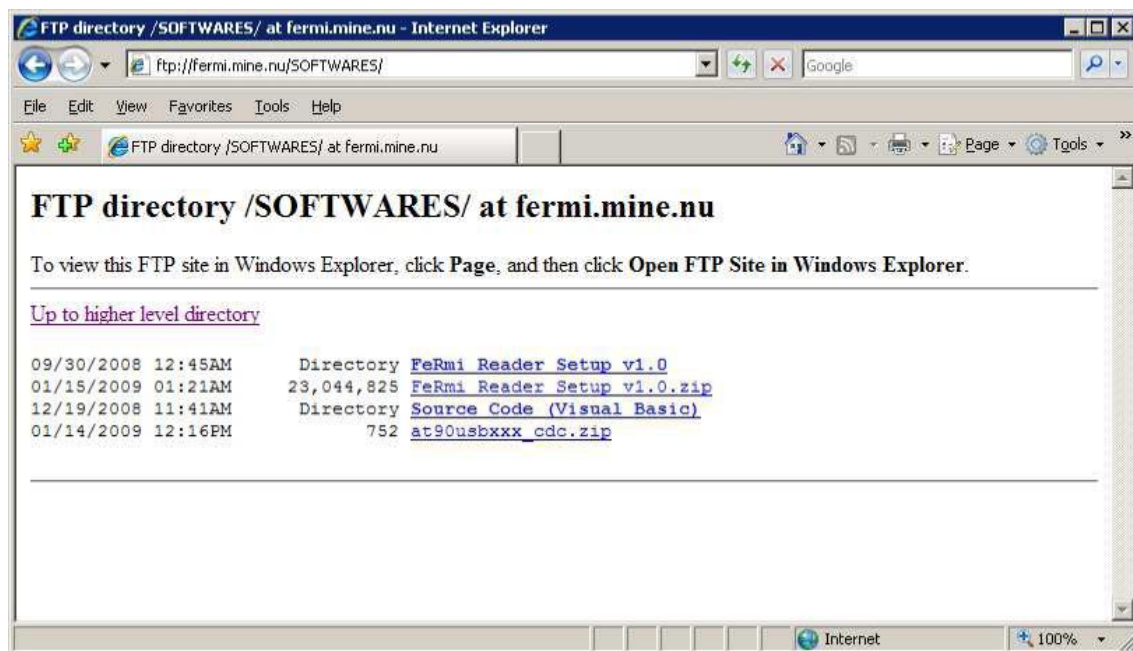 FTP directory /SOFTWARES/ at fermi.mine.nu - Internet Explorer
ftp://fermi.mine.nu/SOFTWARES/ Google
File Edit View Favorites Tools Help
FTP directory /SOFTWARES/ at fermi.mine.nu Page Tools
FTP directory /SOFTWARES/ at fermi.mine.nu
To view this FTP site in Windows Explorer, click Page, and then click Open FTP Site in Windows Explorer.
Up to higher level directory
09/30/2008 12:45AM Directory FeRmi Reader Setup v1.0
01/15/2009 01:21AM 23,044,825 FeRmi Reader Setup v1.0.zip
12/19/2008 11:41AM Directory Source Code (Visual Basic)
01/14/2009 12:16PM 752 at90usbxxx_cdc.zip
Internet 100%